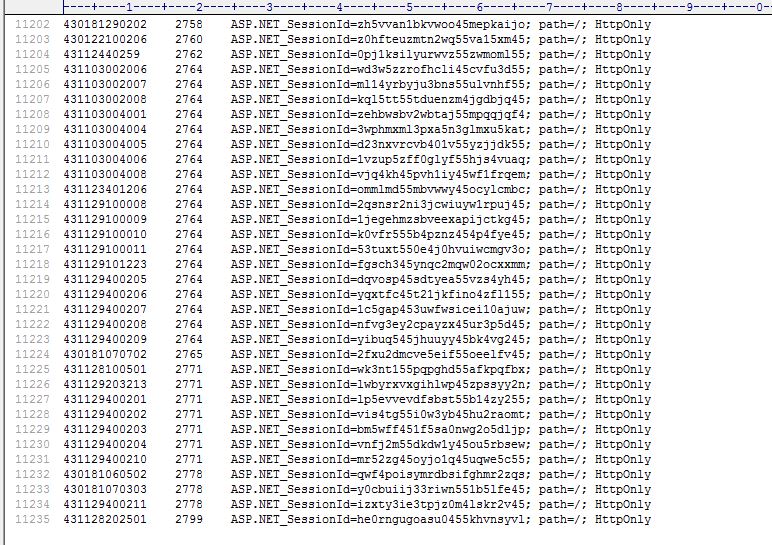 ----+----1----+----2----+----3----+----4----+----5----+----6----+----7----+----8----+----9----+----0--
11202 430181290202 2758 ASP.NET_SessionId=zh5vvan1bkvwoo45mepkaijo; path=/; HttpOnly
11203 430122100206 2760 ASP.NET_SessionId=z0hfteuzmtn2wq55va15xm45; path=/; HttpOnly
11204 43112440259 2762 ASP.NET_SessionId=0pj1ksilyurwvz55zwmoml55; path=/; HttpOnly
11205 431103002006 2764 ASP.NET_SessionId=wd3w5zzrofhcli45cvfu3d55; path=/; HttpOnly
11206 431103002007 2764 ASP.NET_SessionId=ml14yrbyju3bns55ulvnhf55; path=/; HttpOnly
11207 431103002008 2764 ASP.NET_SessionId=kql5tt55tduenzm4jgdbjq45; path=/; HttpOnly
11208 431103004001 2764 ASP.NET_SessionId=zehbwsbv2wbtaj55mpqqjqf4; path=/; HttpOnly
11209 431103004004 2764 ASP.NET_SessionId=3wphmxml3pxa5n3glmxu5kat; path=/; HttpOnly
11210 431103004005 2764 ASP.NET_SessionId=d23nxvrcvb401v55yzjjdk55; path=/; HttpOnly
11211 431103004006 2764 ASP.NET_SessionId=1vzup5zff0glyf55hjs4vuaq; path=/; HttpOnly
11212 431103004008 2764 ASP.NET_SessionId=vjq4kh45pvh1iy45wf1frqem; path=/; HttpOnly
11213 431123401206 2764 ASP.NET_SessionId=ommlmd55mbvwwy45ocylcmbc; path=/; HttpOnly
11214 431129100008 2764 ASP.NET_SessionId=2qsnsr2ni3jcwiuyw1rpuj45; path=/; HttpOnly
11215 431129100009 2764 ASP.NET_SessionId=1jegehmzsbveexapijctkg45; path=/; HttpOnly
11216 431129100010 2764 ASP.NET_SessionId=k0vfr555b4pznz454p4fye45; path=/; HttpOnly
11217 431129100011 2764 ASP.NET_SessionId=53tuxt550e4j0hvuiwcmgv3o; path=/; HttpOnly
11218 431129101223 2764 ASP.NET_SessionId=fgsch345ynqc2mqw02ocxxmm; path=/; HttpOnly
11219 431129400205 2764 ASP.NET_SessionId=dqvosp45sdtyea55vzs4yh45; path=/; HttpOnly
11220 431129400206 2764 ASP.NET_SessionId=yqxtfc45t21jkfino4zfl155; path=/; HttpOnly
11221 431129400207 2764 ASP.NET_SessionId=1c5gap453uwfwsicei10ajuw; path=/; HttpOnly
11222 431129400208 2764 ASP.NET_SessionId=nfvg3ey2cpayzx45ur3p5d45; path=/; HttpOnly
11223 431129400209 2764 ASP.NET_SessionId=yibuq545jhuuyy45bk4vg245; path=/; HttpOnly
11224 430181070702 2765 ASP.NET_SessionId=2fxu2dmcve5eif55oeelfv45; path=/; HttpOnly
11225 431128100501 2771 ASP.NET_SessionId=wk3nt155pqpghd55afkpqfbx; path=/; HttpOnly
11226 431129203213 2771 ASP.NET_SessionId=lwbyrxvxgihlwp45zpssyy2n; path=/; HttpOnly
11227 431129400201 2771 ASP.NET_SessionId=lp5evvevdfsbst55b14zy255; path=/; HttpOnly
11228 431129400202 2771 ASP.NET_SessionId=vis4tg55i0w3yb45hu2raomt; path=/; HttpOnly
11229 431129400203 2771 ASP.NET_SessionId=bm5wff451f5sa0nwg2o5dljp; path=/; HttpOnly
11230 431129400204 2771 ASP.NET_SessionId=vnfj2m55dkdw1y45ou5rbsew; path=/; HttpOnly
11231 431129400210 2771 ASP.NET_SessionId=mr52zg45oyjo1q45uqwe5c55; path=/; HttpOnly
11232 430181060502 2778 ASP.NET_SessionId=qwf4poisymrdbsifghmr2zqs; path=/; HttpOnly
11233 430181070303 2778 ASP.NET_SessionId=y0cbuiij33riwn551b5lfe45; path=/; HttpOnly
11234 431129400211 2778 ASP.NET_SessionId=izxty3ie3tpjz0m4lskr2v45; path=/; HttpOnly
11235 431128202501 2799 ASP.NET_SessionId=he0rngugoasu0455khvnsyvl; path=/; HttpOnly